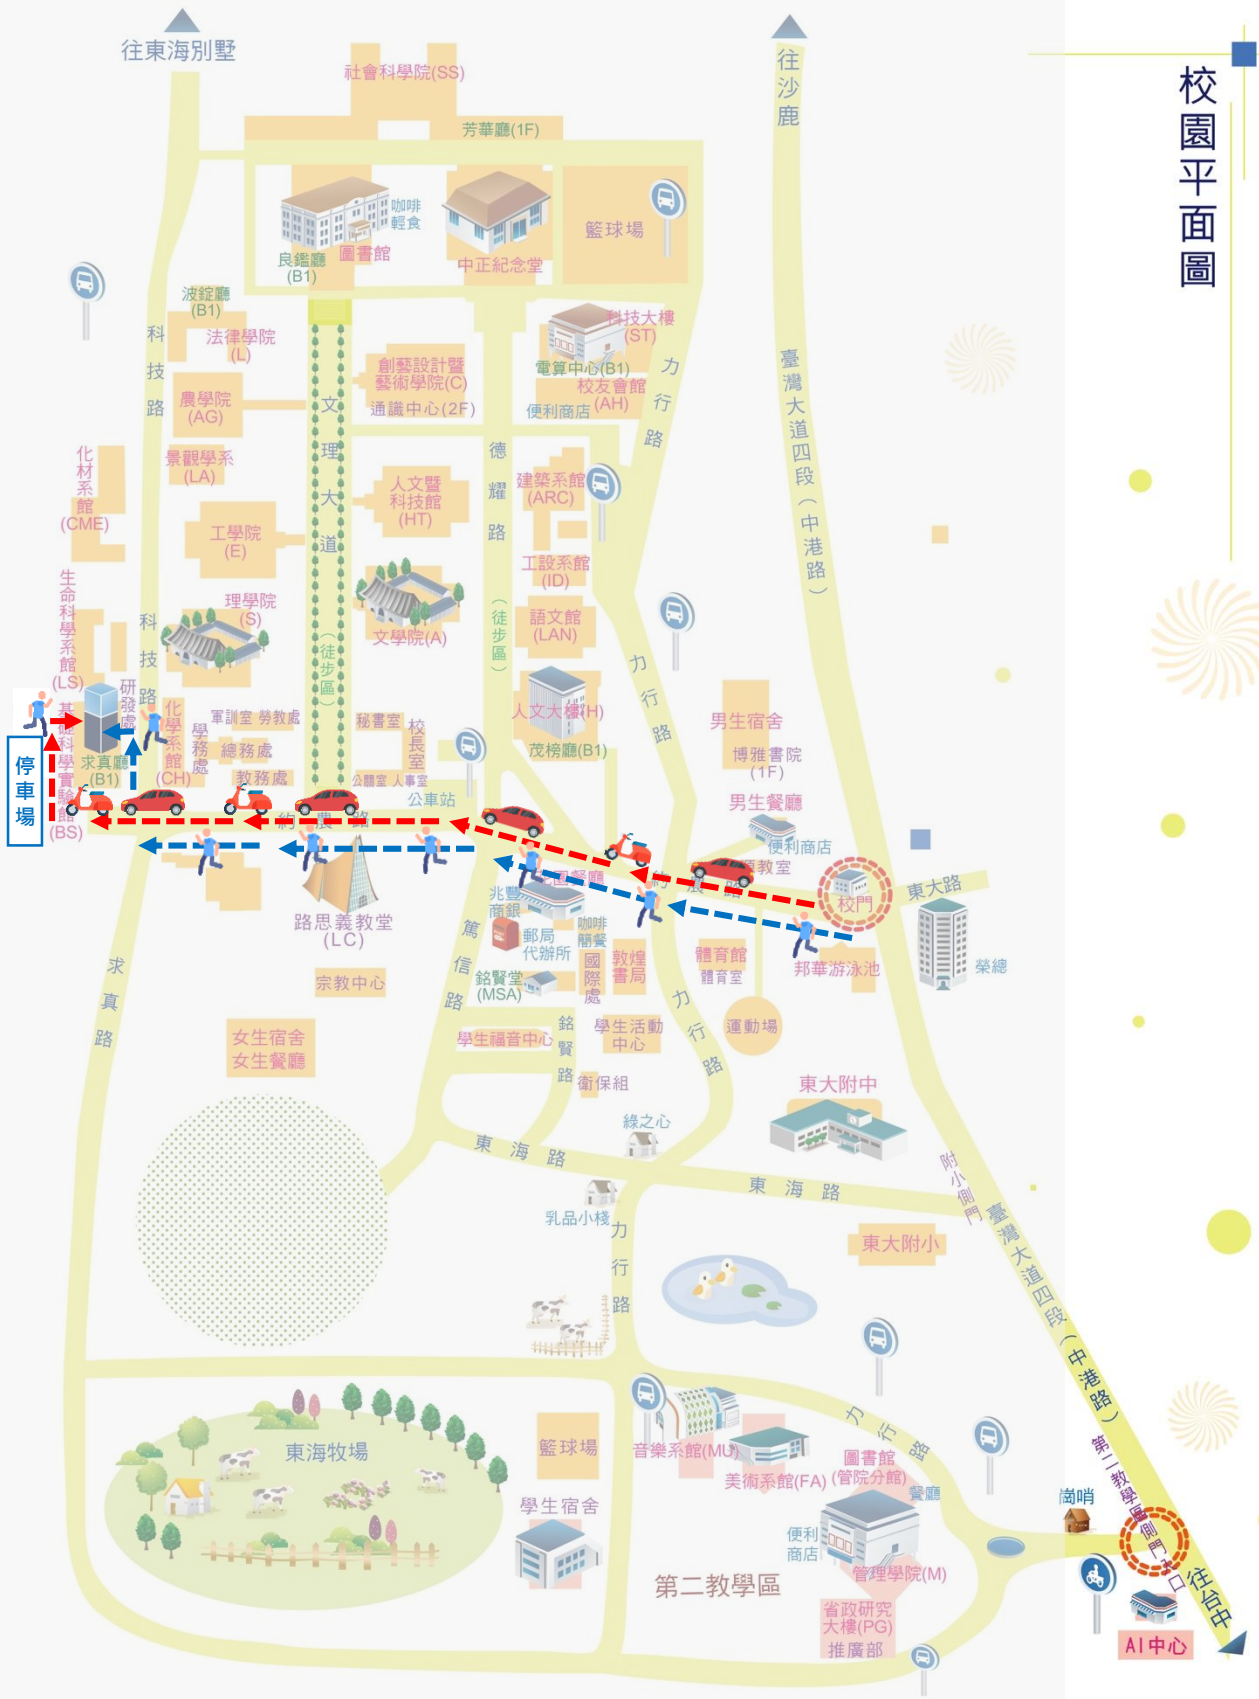 校園平面圖
往東海別墅
往沙鹿
社會科學院(SS)
芳華廳(1F)
咖啡
輕食
圖書館
良鑑廳
(B1)
中正紀念堂
籃球場
波錠廳
(B1)
法律學院
(L)
科技路
農學院
(AG)
創藝設計暨
藝術學院(C)
通識中心(2F)
科技大樓
(ST)
電算中心(B1)
校友會館
(AH)
便利商店
力行路
臺灣大道四段(中港路)
文理大道
(徒步區)
德耀路
(徒步區)
化材系館
(CME)
景觀學系
(LA)
人文暨
科技館
(HT)
建築系館
(ARC)
工學院
(E)
工設系館
(ID)
生命科學系館
(LS)
理學院
(S)
文學院(A)
語文館
(LAN)
科技路
力行路
研發處
化學系館
(CH)
學務處
軍訓室 勞教處
總務處
教務處
秘書室
校長室
公關室 人事室
人文大樓(H)
茂榜廳(B1)
男生宿舍
博雅書院
(1F)
男生餐廳
便利商店
停車場
基礎科學實驗館
(BS)
求真廳
(B1)
公車站
約農路
約農路
教室
校門
東大路
榮總
路思義教堂
(LC)
兆豐
商銀
郵局
代辦所
咖啡
簡餐
國際處
敦煌
書局
體育館
體育室
邦華游泳池
篤信路
宗教中心
銘賢堂
(MSA)
求真路
女生宿舍
女生餐廳
學生福音中心
銘賢路
學生活動
中心
力行路
運動場
衛保組
東大附中
綠之心
東海路
東海路
附小側門
乳品小棧
力行路
東大附小
臺灣大道四段(中港路)
東海牧場
籃球場
學生宿舍
音樂系館(MU)
美術系館(FA)
力行路
圖書館
(管院分館)
餐廳
便利
商店
管理學院(M)
第二教學區
省政研究
大樓(PG)
推廣部
第二教學區側門
崗哨
往台中
AI中心